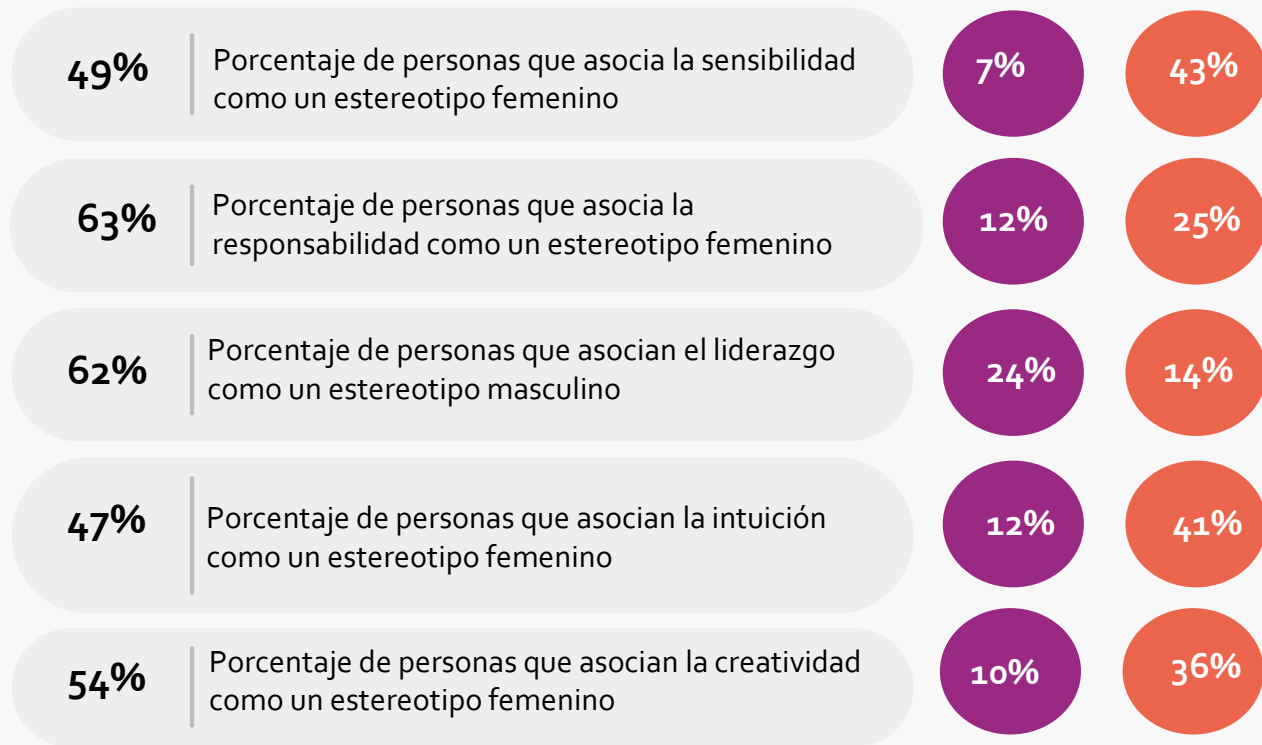 49%
Porcentaje de personas que asocia la sensibilidad
como un estereotipo femenino
7%
43%
63%
Porcentaje de personas que asocia la
responsabilidad como un estereotipo femenino
12%
25%
62%
Porcentaje de personas que asocian el liderazgo
como un estereotipo masculino
24%
14%
47%
Porcentaje de personas que asocian la intuición
como un estereotipo femenino
12%
41%
54%
Porcentaje de personas que asocian la creatividad
como un estereotipo femenino
10%
36%